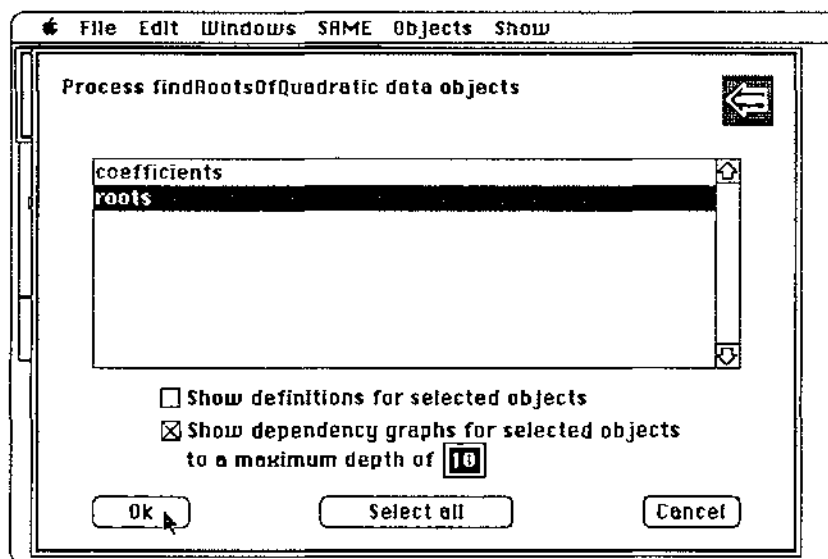 File Edit Windows SAME Objects Show
Process findRootsOfQuadratic data objects
coefficients
roots
Show definitions for selected objects
Show dependency graphs for selected objects
to a maximum depth of 10
Ok Select all Cancel